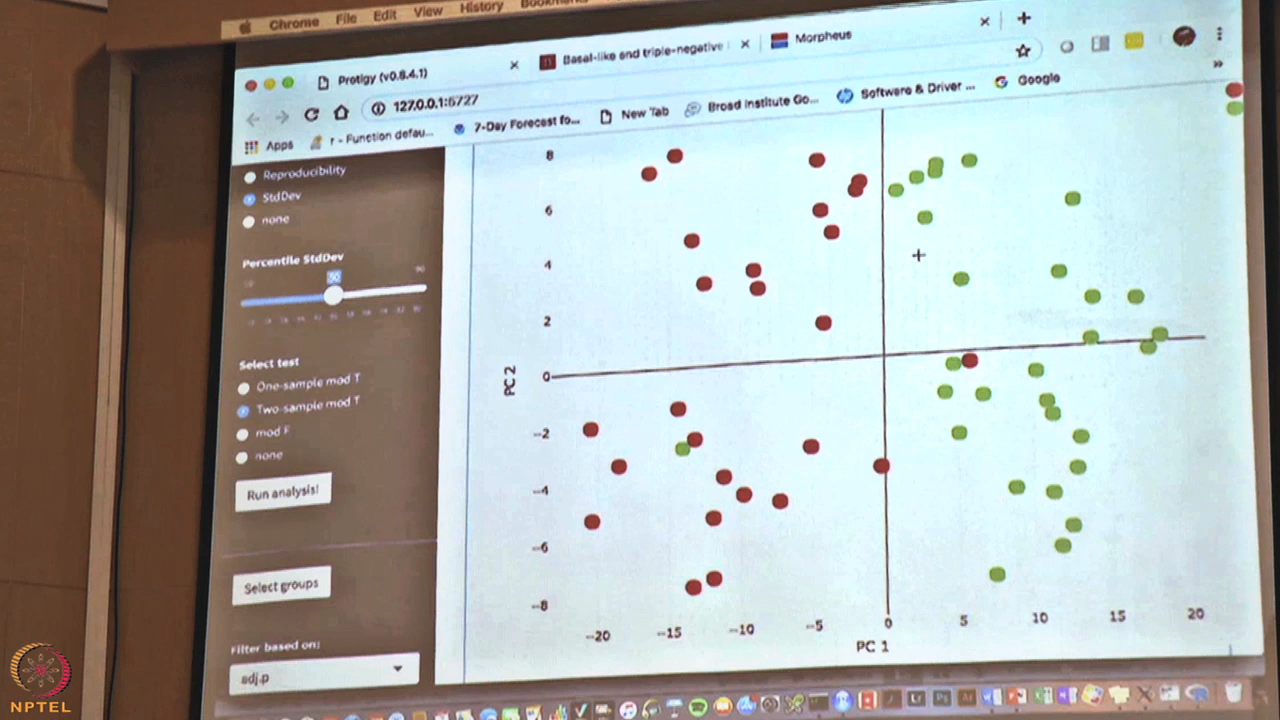 Chrome File Edit View History Bookmarks
Protigy (v0.8.4.1)
Basal-like and triple-negative
Morpheus
127.0.0.1:5727
Apps
r - Function defau...
7-Day Forecast fo...
New Tab
Broad Institute Go...
Software & Driver ...
Google
Reproducibility
StdDev
none
Percentile StdDev
50
Select test
One-sample mod T
Two-sample mod T
mod F
none
Run analysis!
Select groups
Filter based on:
adj.p
8
6
4
2
0
−2
−4
−6
−8
PC 2
−20 −15 −10 −5 0 5 10 15 20
PC 1
NPTEL